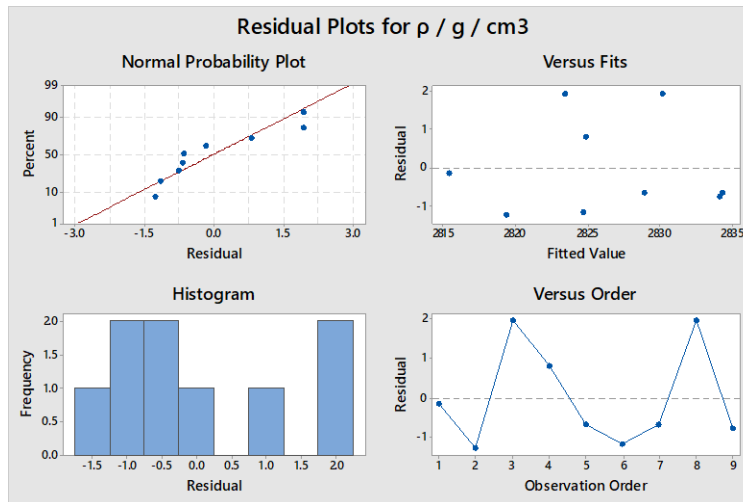 Residual Plots for ρ / g / cm3
Normal Probability Plot
99
90
50
10
1
Percent
-3.0 -1.5 0.0 1.5 3.0
Residual
Versus Fits
2
1
0
-1
Residual
2815 2820 2825 2830 2835
Fitted Value
Histogram
2.0
1.5
1.0
0.5
0.0
Frequency
-1.5 -1.0 -0.5 0.0 0.5 1.0 1.5 2.0
Residual
Versus Order
2
1
0
-1
Residual
1 2 3 4 5 6 7 8 9
Observation Order